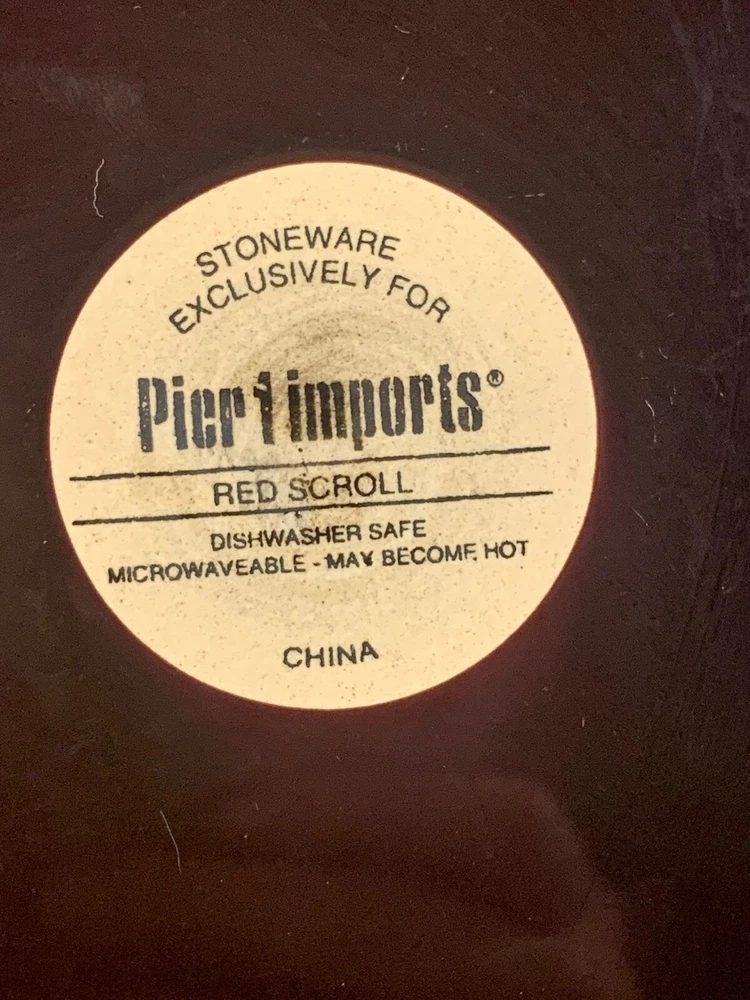 STONEWARE
EXCLUSIVELY FOR
Pier 1 imports®
RED SCROLL
DISHWASHER SAFE
MICROWAVEABLE - MAY BECOME HOT
CHINA